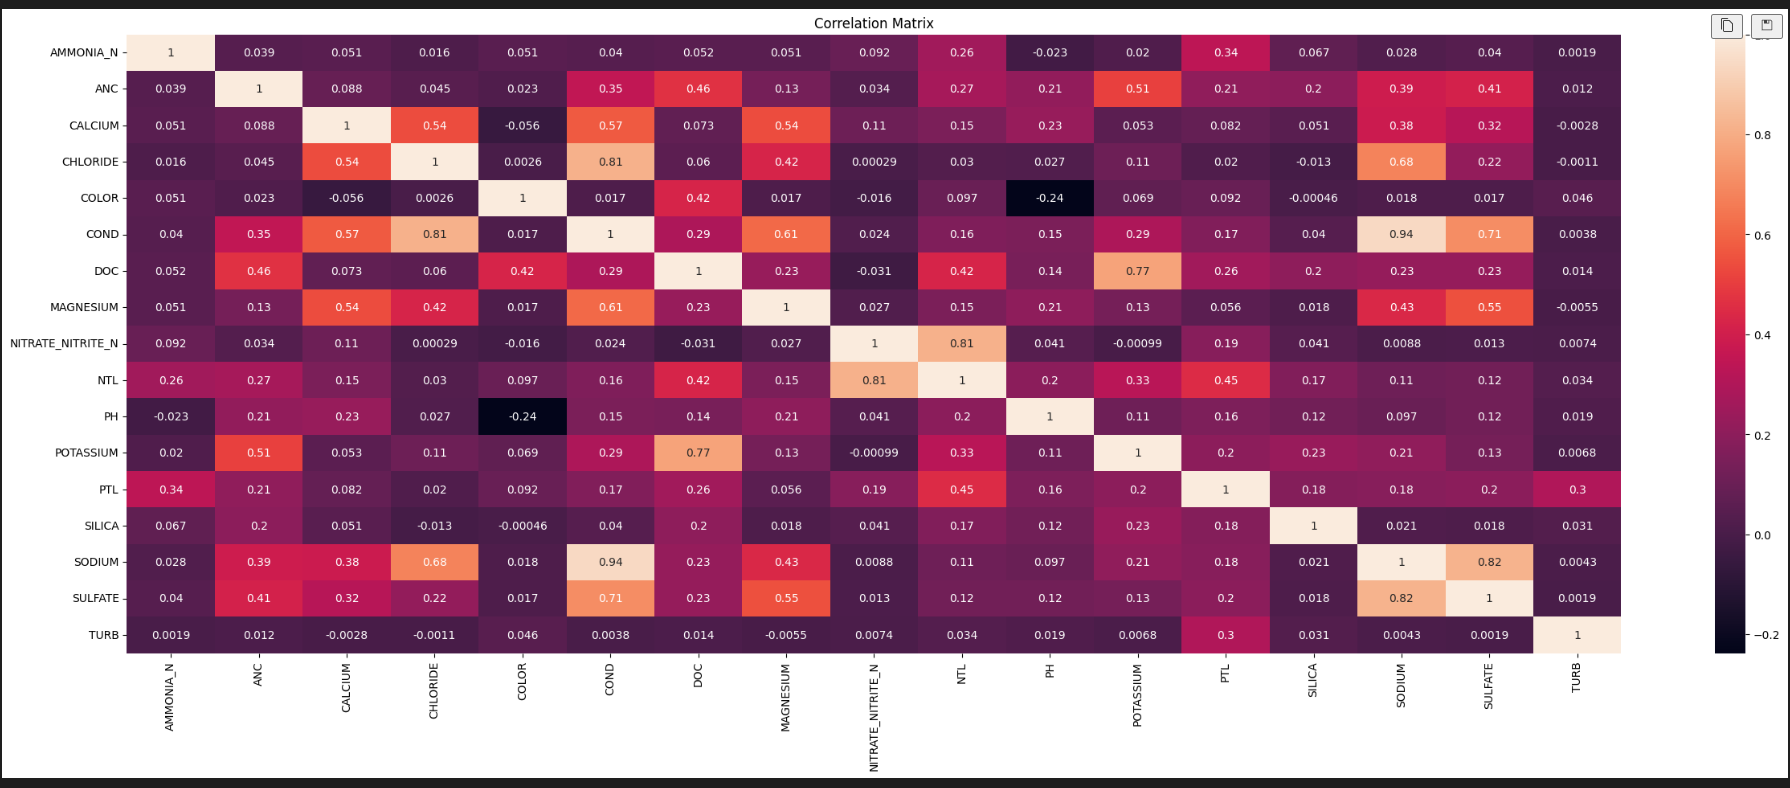 Correlation Matrix
AMMONIA_N 1 0.039 0.051 0.016 0.051 0.04 0.052 0.051 0.092 0.26 -0.023 0.02 0.34 0.067 0.028 0.04 0.0019
ANC 0.039 1 0.088 0.045 0.023 0.35 0.46 0.13 0.034 0.27 0.21 0.51 0.21 0.2 0.39 0.41 0.012
CALCIUM 0.051 0.088 1 0.54 -0.056 0.57 0.073 0.54 0.11 0.15 0.23 0.053 0.082 0.051 0.38 0.32 -0.0028
CHLORIDE 0.016 0.045 0.54 1 0.0026 0.81 0.06 0.42 0.00029 0.03 0.027 0.11 0.02 -0.013 0.68 0.22 -0.0011
COLOR 0.051 0.023 -0.056 0.0026 1 0.017 0.42 0.017 -0.016 0.097 -0.24 0.069 0.092 -0.00046 0.018 0.017 0.046
COND 0.04 0.35 0.57 0.81 0.017 1 0.29 0.61 0.024 0.16 0.15 0.29 0.17 0.04 0.94 0.71 0.0038
DOC 0.052 0.46 0.073 0.06 0.42 0.29 1 0.23 -0.031 0.42 0.14 0.77 0.26 0.2 0.23 0.23 0.014
MAGNESIUM 0.051 0.13 0.54 0.42 0.017 0.61 0.23 1 0.027 0.15 0.21 0.13 0.056 0.018 0.43 0.55 -0.0055
NITRATE_NITRITE_N 0.092 0.034 0.11 0.00029 -0.016 0.024 -0.031 0.027 1 0.81 0.041 -0.00099 0.19 0.041 0.0088 0.013 0.0074
NTL 0.26 0.27 0.15 0.03 0.097 0.16 0.42 0.15 0.81 1 0.2 0.33 0.45 0.17 0.11 0.12 0.034
PH -0.023 0.21 0.23 0.027 -0.24 0.15 0.14 0.21 0.041 0.2 1 0.11 0.16 0.12 0.097 0.12 0.019
POTASSIUM 0.02 0.51 0.053 0.11 0.069 0.29 0.77 0.13 -0.00099 0.33 0.11 1 0.2 0.23 0.21 0.13 0.0068
PTL 0.34 0.21 0.082 0.02 0.092 0.17 0.26 0.056 0.19 0.45 0.16 0.2 1 0.18 0.18 0.2 0.3
SILICA 0.067 0.2 0.051 -0.013 -0.00046 0.04 0.2 0.018 0.041 0.17 0.12 0.23 0.18 1 0.021 0.018 0.031
SODIUM 0.028 0.39 0.38 0.68 0.018 0.94 0.23 0.43 0.0088 0.11 0.097 0.21 0.18 0.021 1 0.82 0.0043
SULFATE 0.04 0.41 0.32 0.22 0.017 0.71 0.23 0.55 0.013 0.12 0.12 0.13 0.2 0.018 0.82 1 0.0019
TURB 0.0019 0.012 -0.0028 -0.0011 0.046 0.0038 0.014 -0.0055 0.0074 0.034 0.019 0.0068 0.3 0.031 0.0043 0.0019 1
AMMONIA_N ANC CALCIUM CHLORIDE COLOR COND DOC MAGNESIUM NITRATE_NITRITE_N NTL PH POTASSIUM PTL SILICA SODIUM SULFATE TURB
0.8
0.6
0.4
0.2
0.0
−0.2